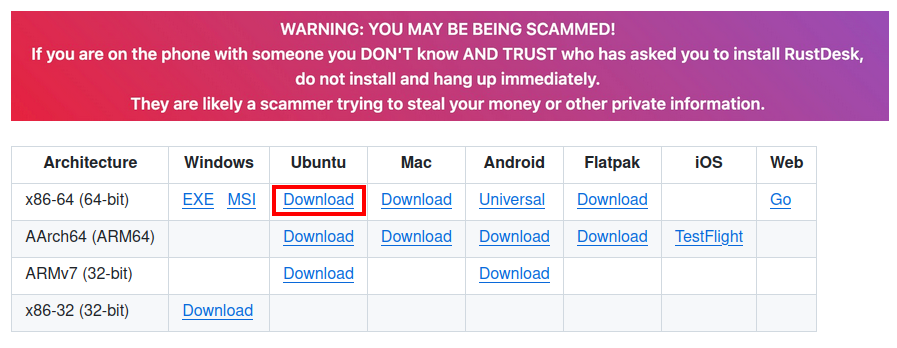 WARNING: YOU MAY BE BEING SCAMMED!
If you are on the phone with someone you DON'T know AND TRUST who has asked you to install RustDesk,
do not install and hang up immediately.
They are likely a scammer trying to steal your money or other private information.
Architecture Windows Ubuntu Mac Android Flatpak iOS Web
x86-64 (64-bit) EXE MSI Download Download Universal Download Go
AArch64 (ARM64) Download Download Download Download TestFlight
ARMv7 (32-bit) Download Download
x86-32 (32-bit) Download